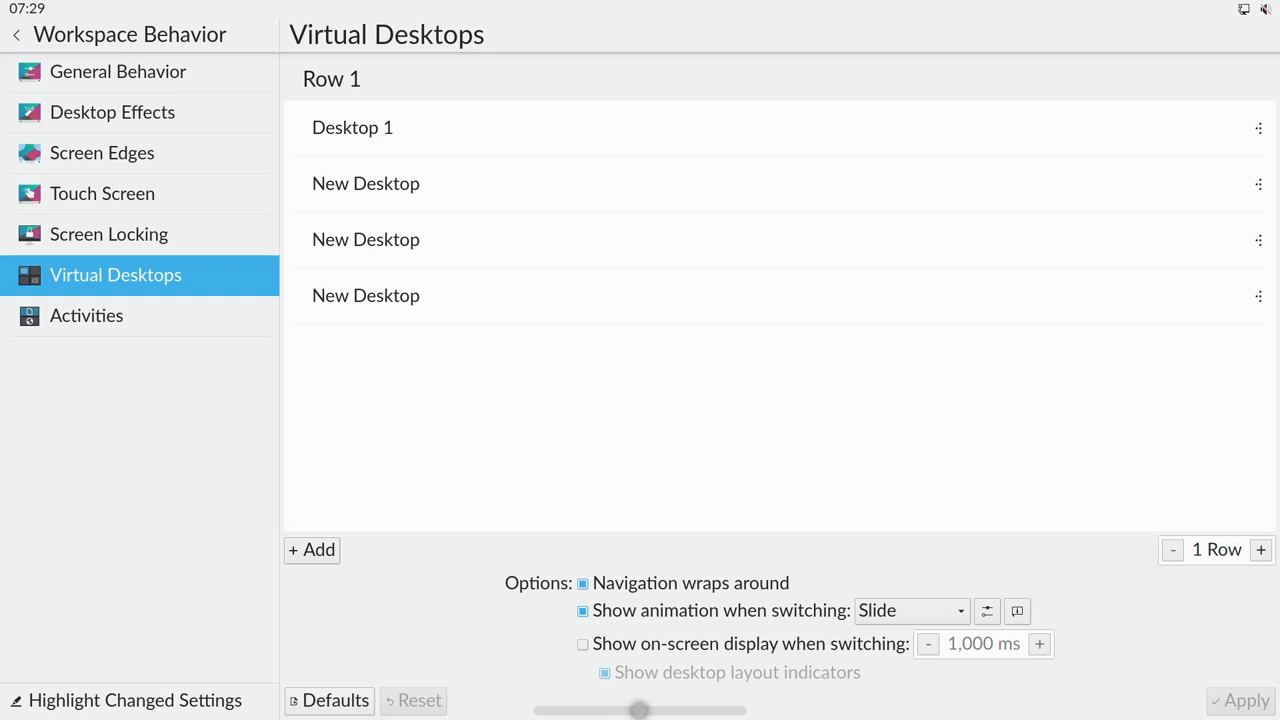 07:29
Workspace Behavior
Virtual Desktops
General Behavior
Desktop Effects
Screen Edges
Touch Screen
Screen Locking
Virtual Desktops
Activities
Highlight Changed Settings
Row 1
Desktop 1
New Desktop
New Desktop
New Desktop
+ Add
- 1 Row +
Options: Navigation wraps around
Show animation when switching: Slide
Show on-screen display when switching: - 1,000 ms +
Show desktop layout indicators
Defaults Reset Apply